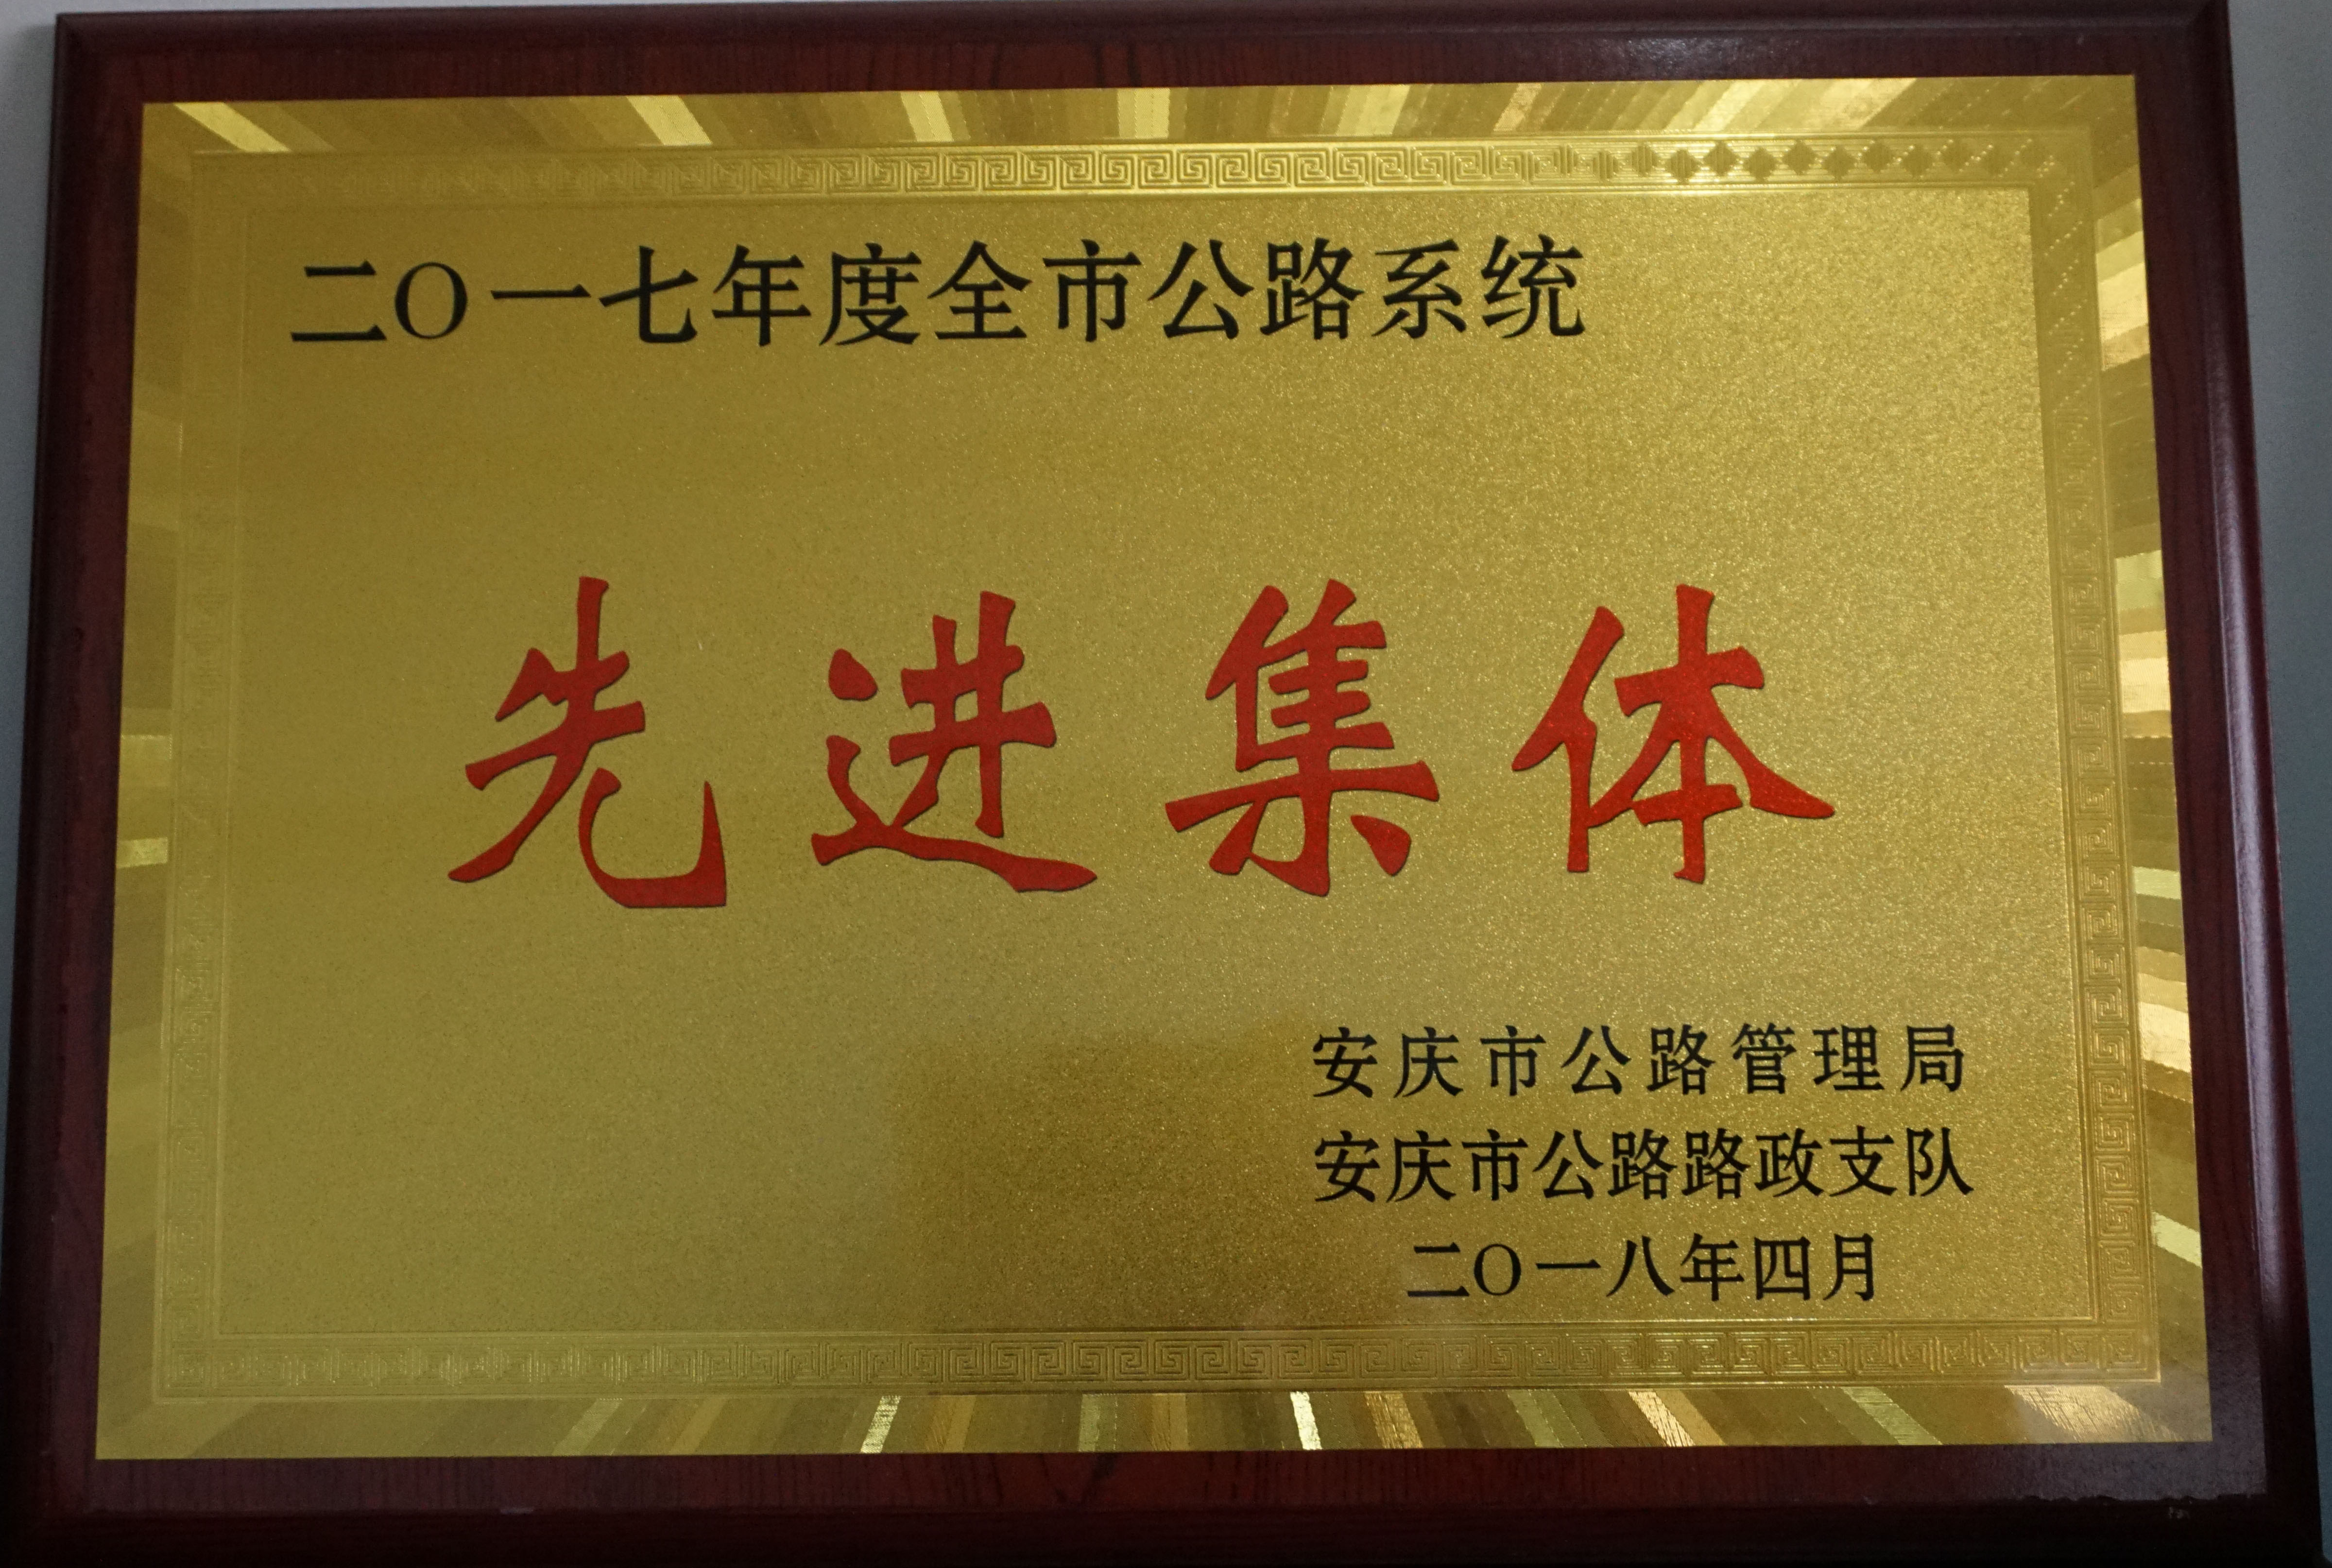 二〇一七年度全市公路系统
先进集体
安庆市公路管理局
安庆市公路路政支队
二〇一八年四月